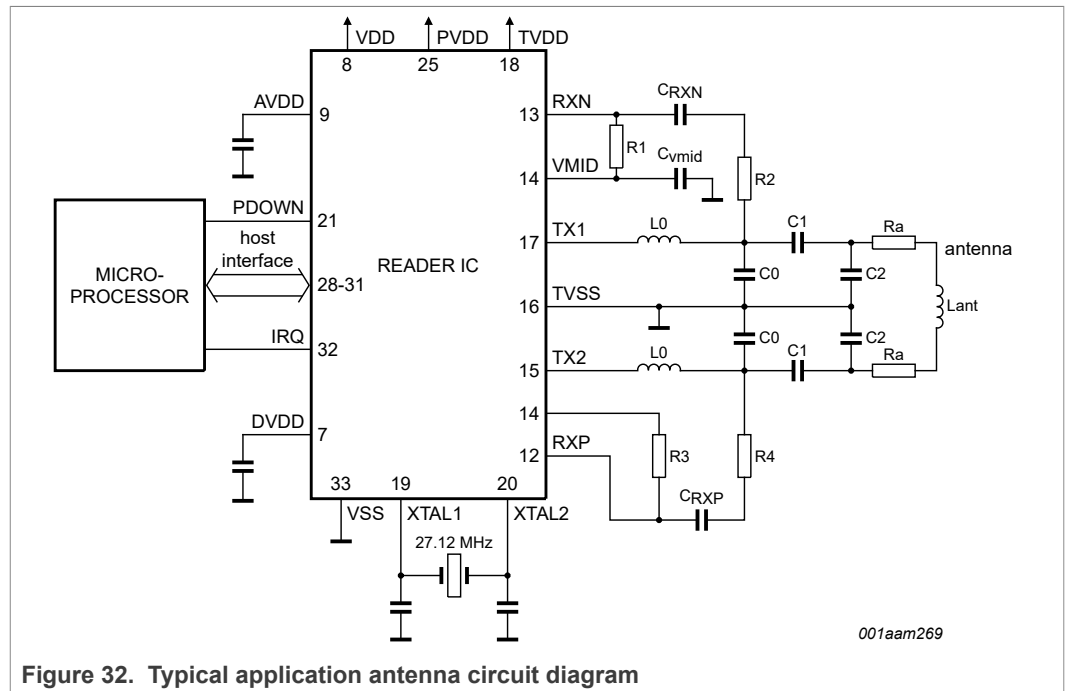 VDD PVDD TVDD
8 25 18
AVDD 9
13 RXN CRXN
R1
Cvmid
14 VMID
R2
PDOWN 21
host
interface
28-31
MICRO-
PROCESSOR
READER IC
IRQ 32
17 TX1 L0 C1 Ra
antenna
C0 C2
16 TVSS
Lant
C0 C2
15 TX2 L0 C1 Ra
14
RXP
12
R3 R4
CRXP
DVDD 7
33 19 20
VSS XTAL1 XTAL2
27.12 MHz
001aam269
Figure 32. Typical application antenna circuit diagram